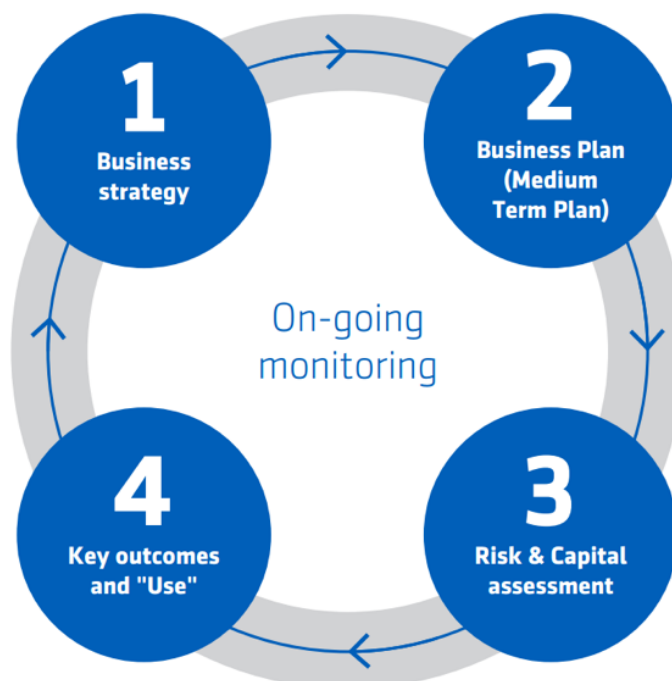 1
Business
strategy
2
Business Plan
(Medium
Term Plan)
On-going
monitoring
4
Key outcomes
and "Use"
3
Risk & Capital
assessment